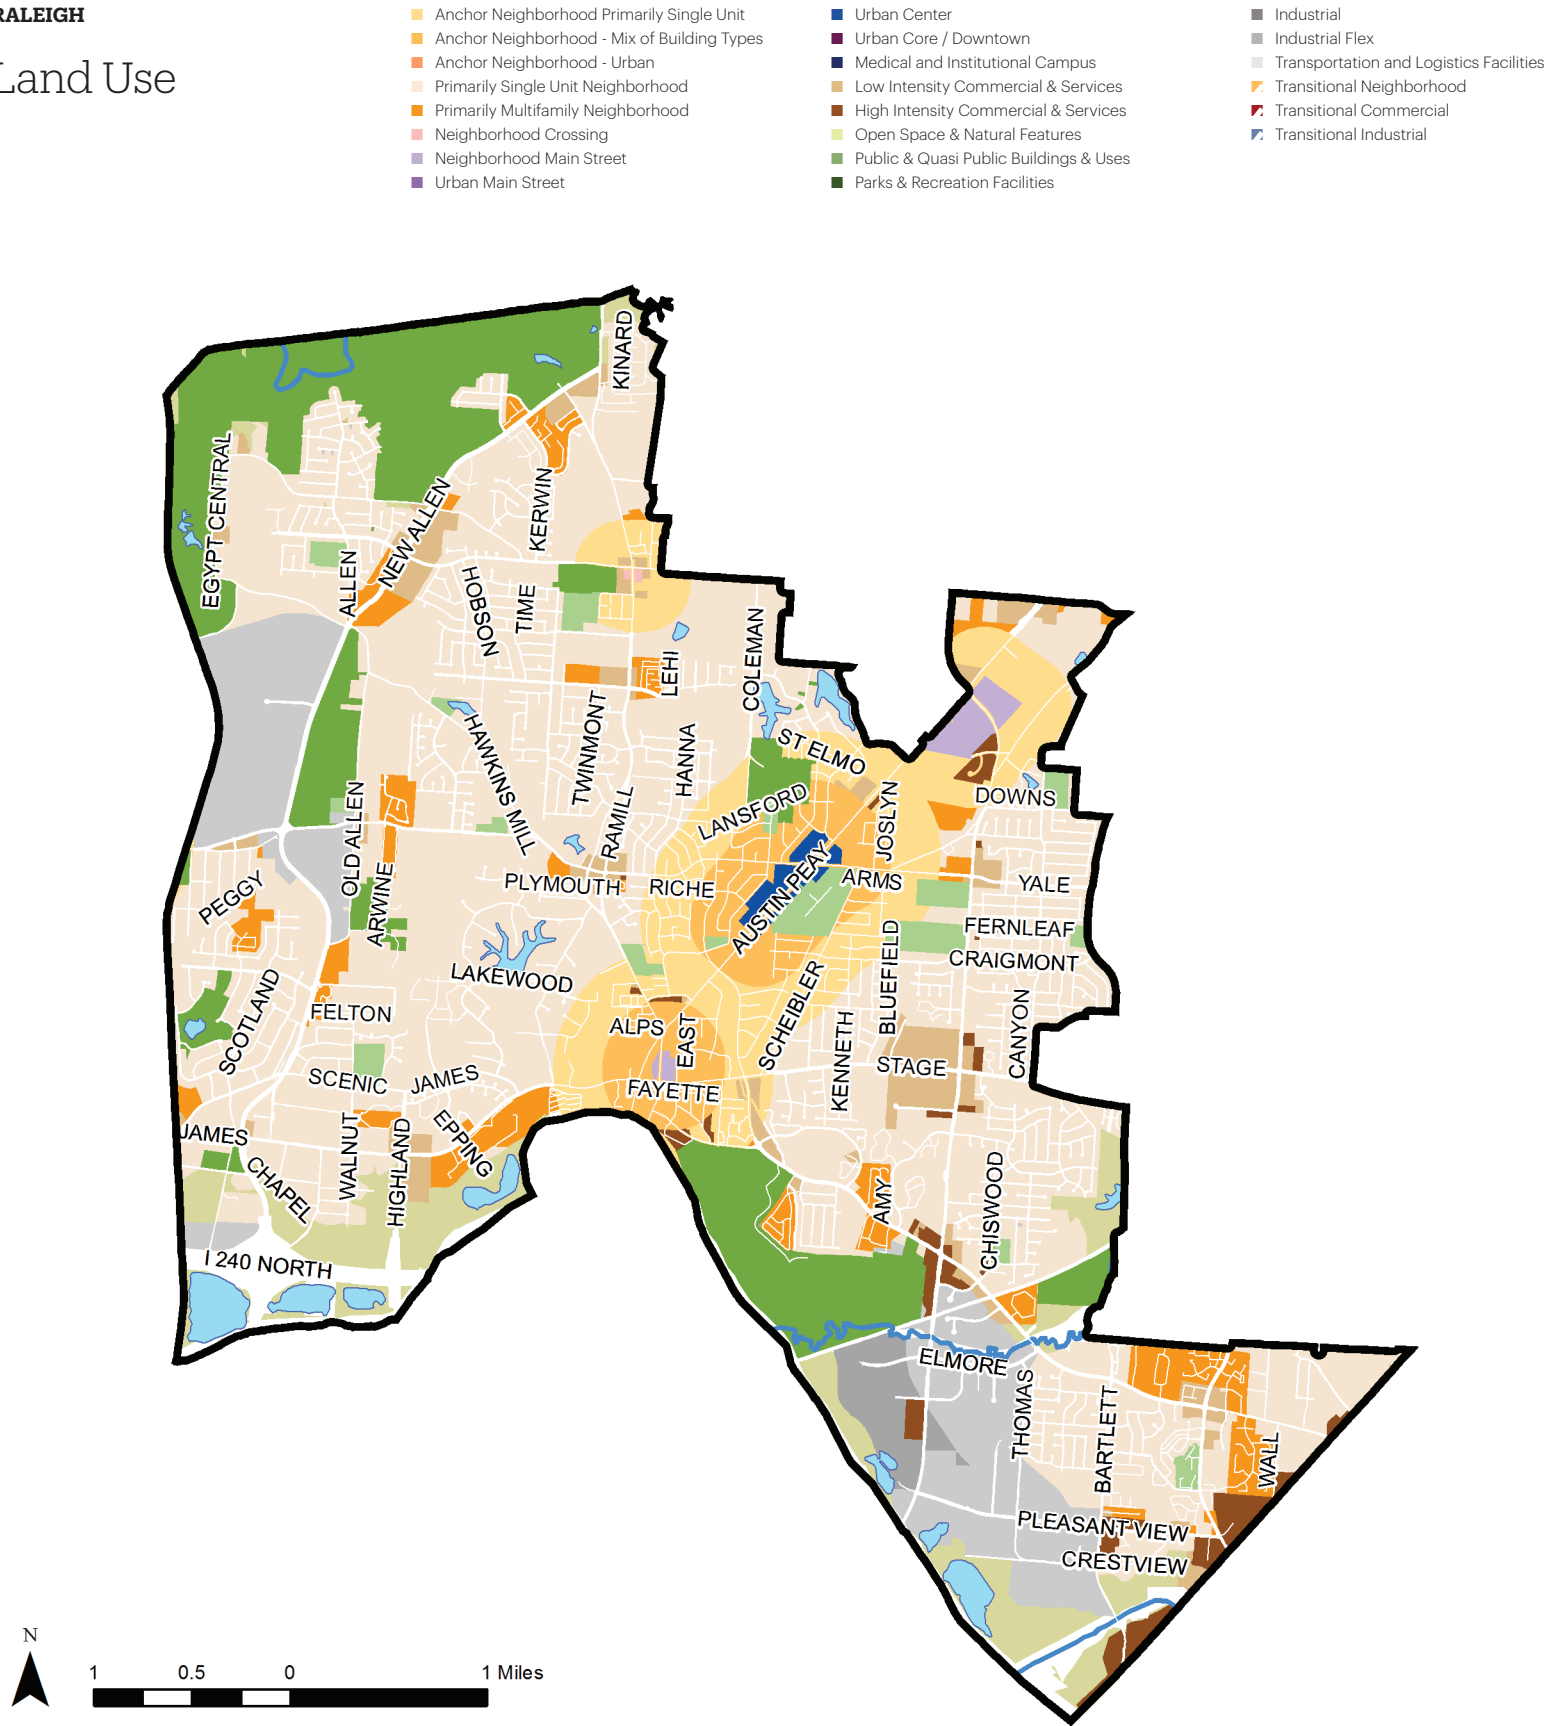 RALEIGH
Land Use
Anchor Neighborhood Primarily Single Unit
Anchor Neighborhood - Mix of Building Types
Anchor Neighborhood - Urban
Primarily Single Unit Neighborhood
Primarily Multifamily Neighborhood
Neighborhood Crossing
Neighborhood Main Street
Urban Main Street
Urban Center
Urban Core / Downtown
Medical and Institutional Campus
Low Intensity Commercial & Services
High Intensity Commercial & Services
Open Space & Natural Features
Public & Quasi Public Buildings & Uses
Parks & Recreation Facilities
Industrial
Industrial Flex
Transportation and Logistics Facilities
Transitional Neighborhood
Transitional Commercial
Transitional Industrial
KINARD
EGYPT CENTRAL
NEW ALLEN
KERWIN
ALLEN
HOBSON
TIME
COLEMAN
LEHI
ST ELMO
HAWKINS MILL
TWINMONT
HANNA
RAMILL
LANSFORD
JOSLYN
DOWNS
OLD ALLEN
ARWINE
PEGGY
PLYMOUTH
RICHE
AUSTIN PEAY
ARMS
YALE
FERNLEAF
CRAIGMONT
BLUEFIELD
LAKEWOOD
SCOTLAND
FELTON
ALPS
EAST
SCHEIBLER
KENNETH
CANYON
STAGE
SCENIC
JAMES
FAYETTE
JAMES
WALNUT
HIGHLAND
EPPING
CHAPEL
AMY
CHISWOOD
I 240 NORTH
ELMORE
THOMAS
BARTLETT
WALL
PLEASANT VIEW
CRESTVIEW
N
1 0.5 0 1 Miles